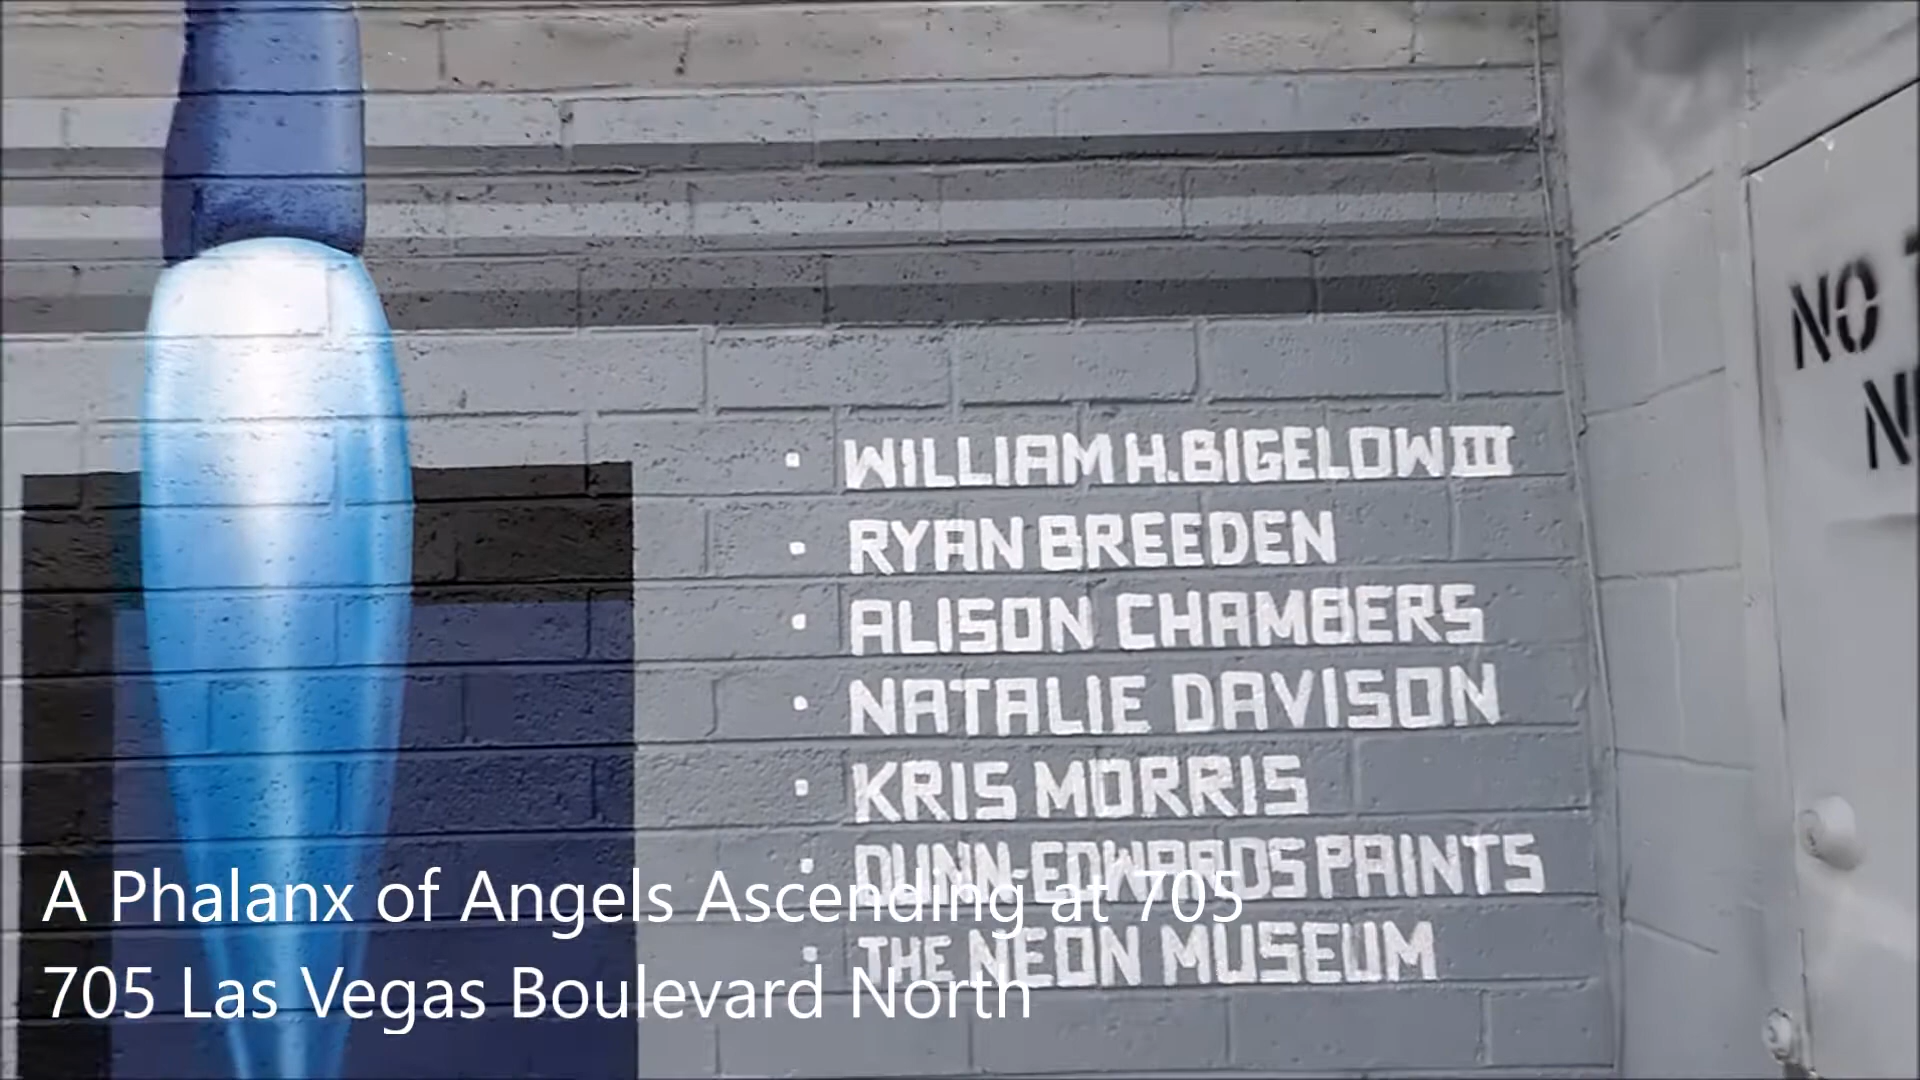 WILLIAM H. BIGELOW III
RYAN BREEDEN
ALISON CHAMBERS
NATALIE DAVISON
KRIS MORRIS
DUNN-EDWARDS PAINTS
THE NEON MUSEUM
NO
A Phalanx of Angels Ascending at 705
705 Las Vegas Boulevard North